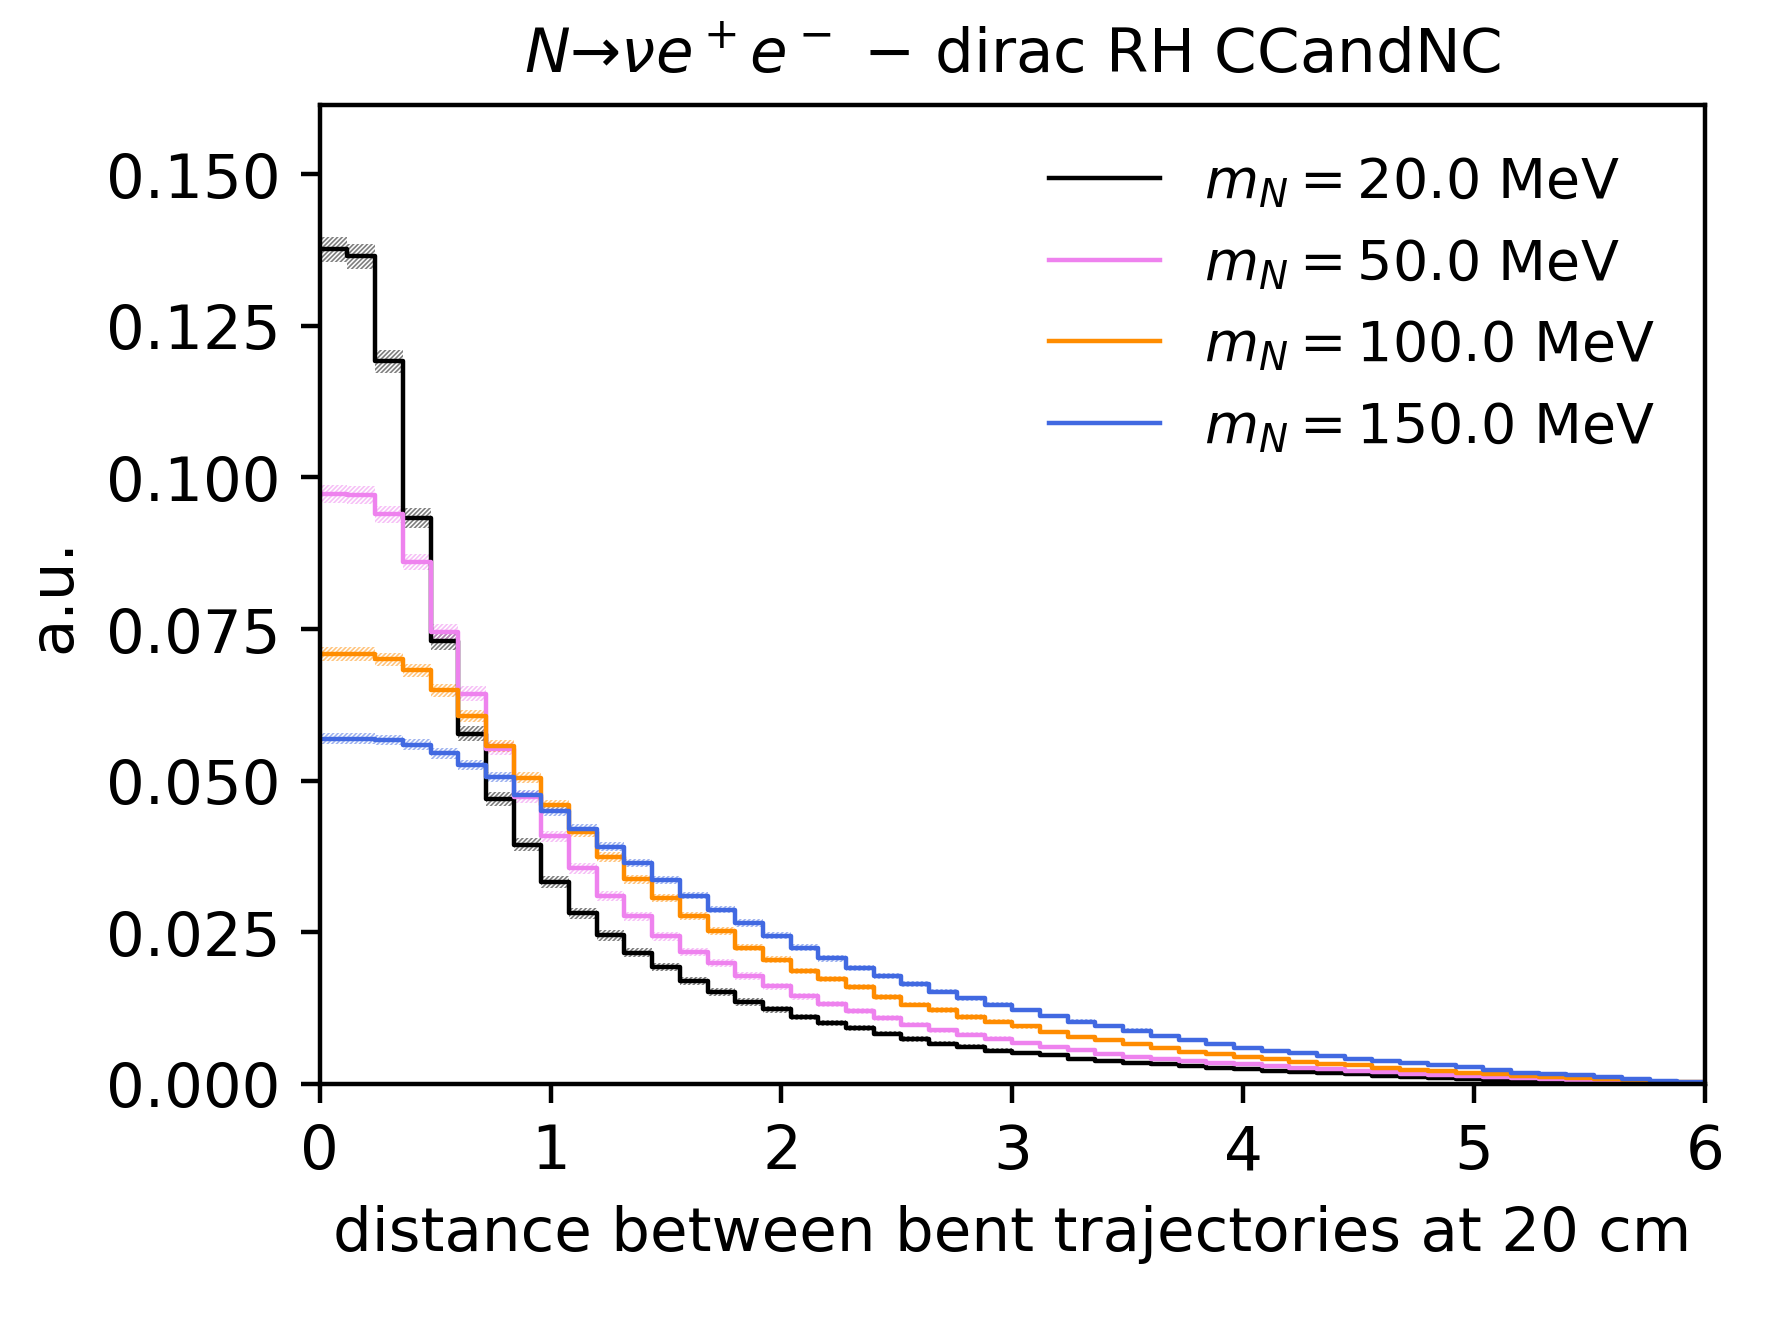 N→νe⁺e⁻ − dirac RH CCandNC
0.150
0.125
0.100
0.075
0.050
0.025
0.000
a.u.
m_N = 20.0 MeV
m_N = 50.0 MeV
m_N = 100.0 MeV
m_N = 150.0 MeV
0 1 2 3 4 5 6
distance between bent trajectories at 20 cm